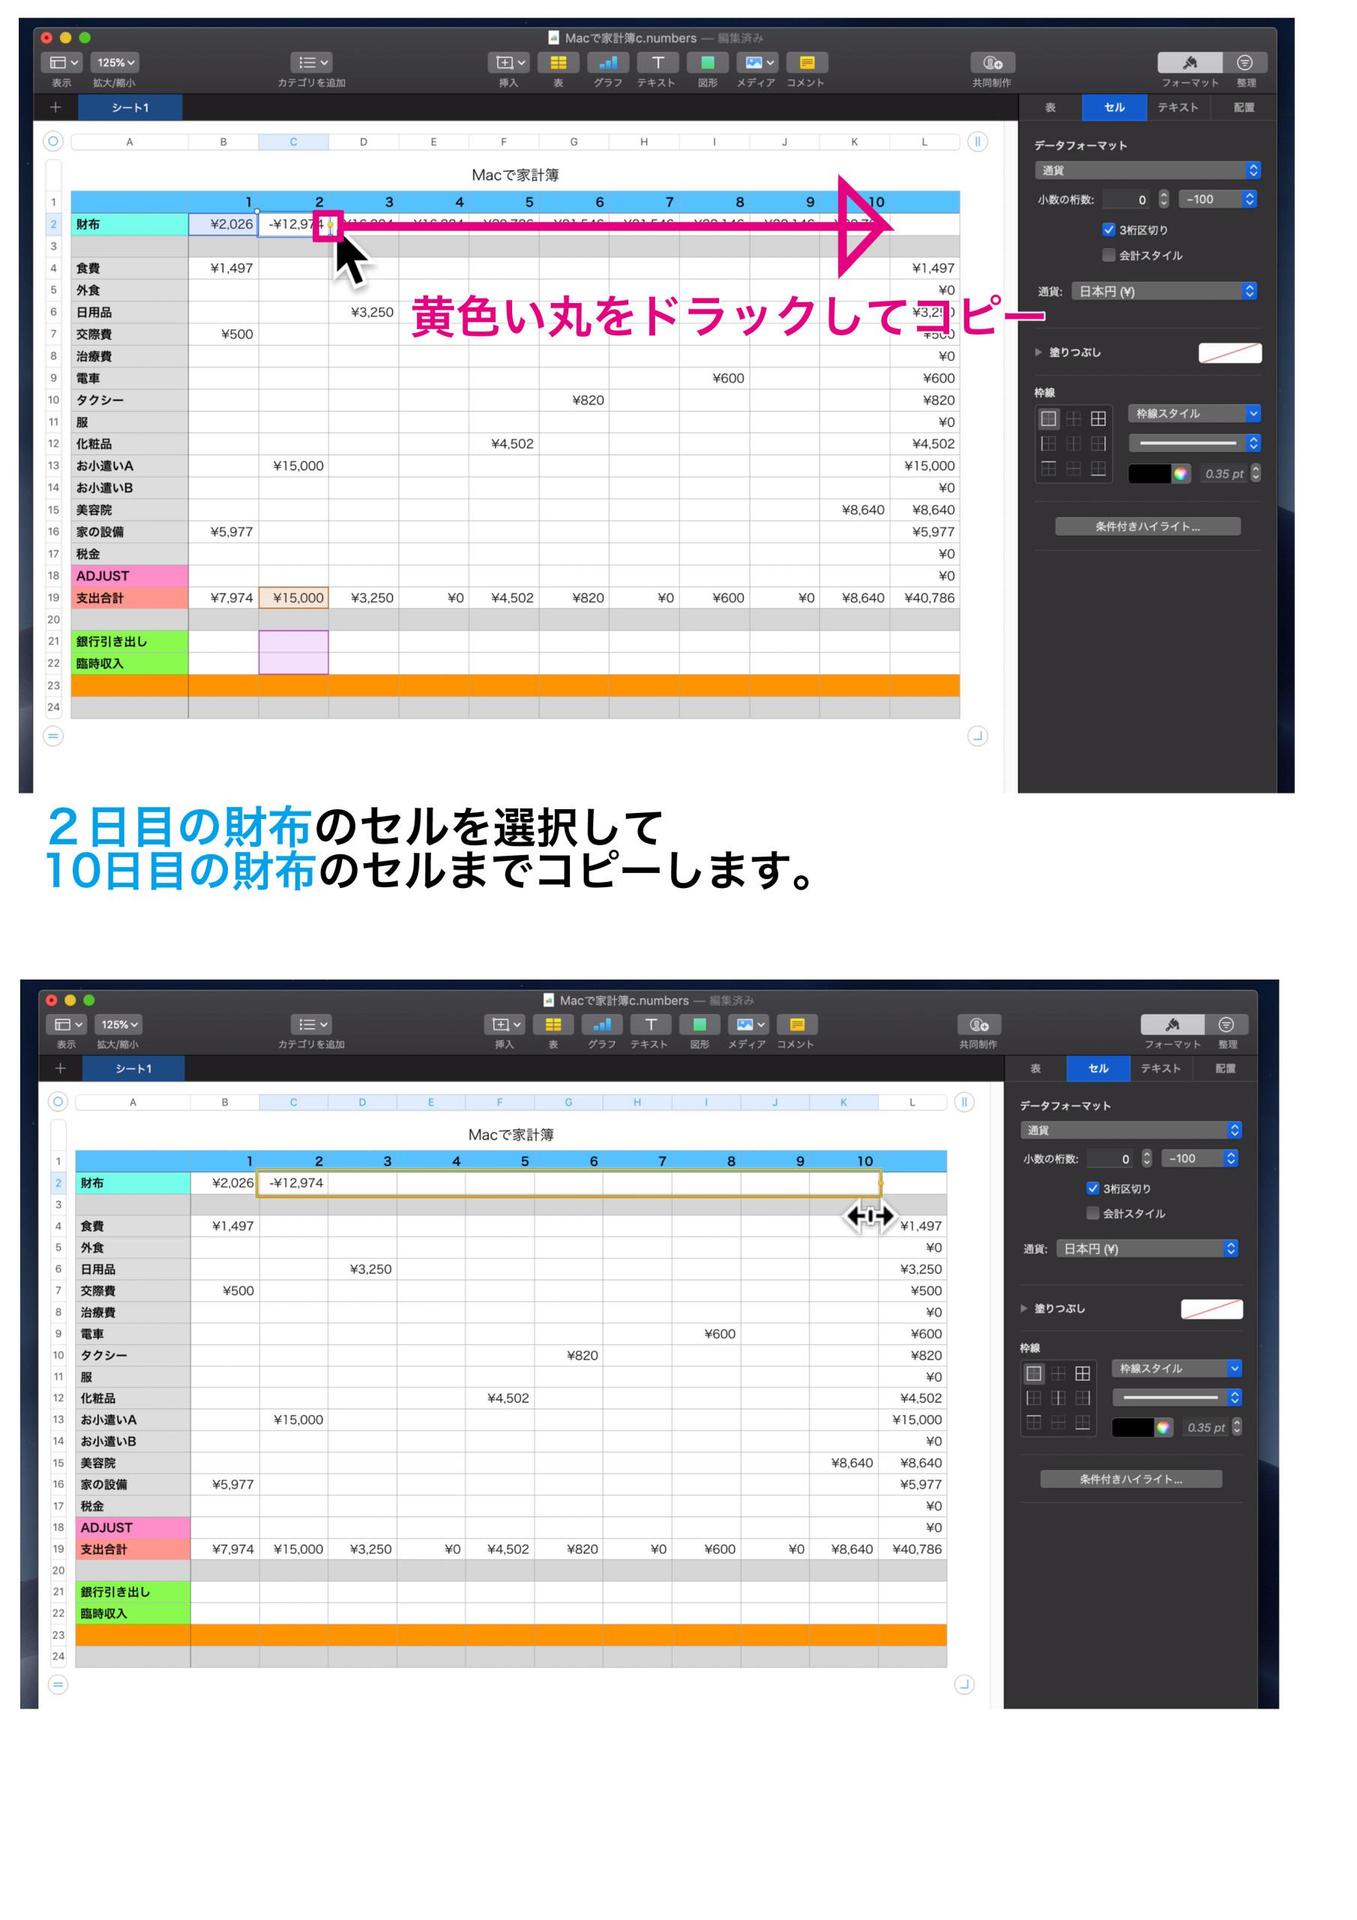 Macで家計簿c.numbers — 編集済み
125%
表示 拡大/縮小 カテゴリを追加 挿入 表 グラフ テキスト 図形 メディア コメント 共同制作 フォーマット 整理
シート1
表 セル テキスト 配置
A B C D E F G H I J K L
Macで家計簿
1 1 2 3 4 5 6 7 8 9 10
2 財布 ¥2,026 -¥12,974
3
4 食費 ¥1,497 ¥1,497
5 外食 ¥0
6 日用品 ¥3,250 ¥3,250
7 交際費 ¥500 ¥500
8 治療費 ¥0
9 電車 ¥600 ¥600
10 タクシー ¥820 ¥820
11 服 ¥0
12 化粧品 ¥4,502 ¥4,502
13 お小遣いA ¥15,000 ¥15,000
14 お小遣いB ¥0
15 美容院 ¥8,640 ¥8,640
16 家の設備 ¥5,977 ¥5,977
17 税金 ¥0
18 ADJUST ¥0
19 支出合計 ¥7,974 ¥15,000 ¥3,250 ¥0 ¥4,502 ¥820 ¥0 ¥600 ¥0 ¥8,640 ¥40,786
20
21 銀行引き出し
22 臨時収入
23
24
黄色い丸をドラックしてコピー
データフォーマット
通貨
小数の桁数: 0 -100
3桁区切り
会計スタイル
通貨: 日本円 (¥)
塗りつぶし
枠線
枠線スタイル
0.35 pt
条件付きハイライト...
２日目の財布のセルを選択して
10日目の財布のセルまでコピーします。
Macで家計簿c.numbers — 編集済み
125%
表示 拡大/縮小 カテゴリを追加 挿入 表 グラフ テキスト 図形 メディア コメント 共同制作 フォーマット 整理
シート1
表 セル テキスト 配置
A B C D E F G H I J K L
Macで家計簿
1 1 2 3 4 5 6 7 8 9 10
2 財布 ¥2,026 -¥12,974
3
4 食費 ¥1,497 ¥1,497
5 外食 ¥0
6 日用品 ¥3,250 ¥3,250
7 交際費 ¥500 ¥500
8 治療費 ¥0
9 電車 ¥600 ¥600
10 タクシー ¥820 ¥820
11 服 ¥0
12 化粧品 ¥4,502 ¥4,502
13 お小遣いA ¥15,000 ¥15,000
14 お小遣いB ¥0
15 美容院 ¥8,640 ¥8,640
16 家の設備 ¥5,977 ¥5,977
17 税金 ¥0
18 ADJUST ¥0
19 支出合計 ¥7,974 ¥15,000 ¥3,250 ¥0 ¥4,502 ¥820 ¥0 ¥600 ¥0 ¥8,640 ¥40,786
20
21 銀行引き出し
22 臨時収入
23
24
データフォーマット
通貨
小数の桁数: 0 -100
3桁区切り
会計スタイル
通貨: 日本円 (¥)
塗りつぶし
枠線
枠線スタイル
0.35 pt
条件付きハイライト...